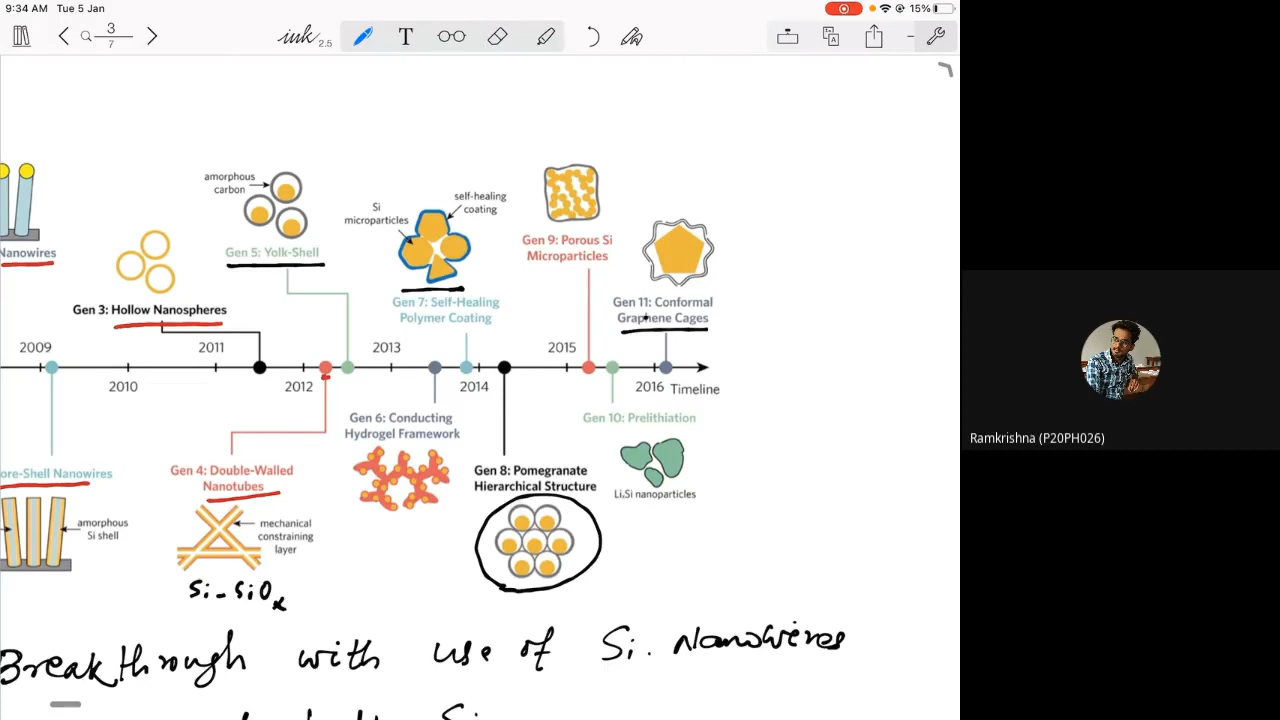 9:34 AM Tue 5 Jan
15%
3
7
ink 2.5
T
amorphous
carbon
Si
microparticles
self-healing
coating
Nanowires
Gen 5: Yolk-Shell
Gen 9: Porous Si
Microparticles
Gen 3: Hollow Nanospheres
Gen 7: Self-Healing
Polymer Coating
Gen 11: Conformal
Graphene Cages
2009
2011
2013
2015
2010
2012
2014
2016
Timeline
Gen 6: Conducting
Hydrogel Framework
Gen 10: Prelithiation
ore-Shell Nanowires
Gen 4: Double-Walled
Nanotubes
Gen 8: Pomegranate
Hierarchical Structure
LiₓSi nanoparticles
amorphous
Si shell
mechanical
constraining
layer
Si-SiOx
Breakthrough with use of Si. Nanowires
Ramkrishna (P20PH026)